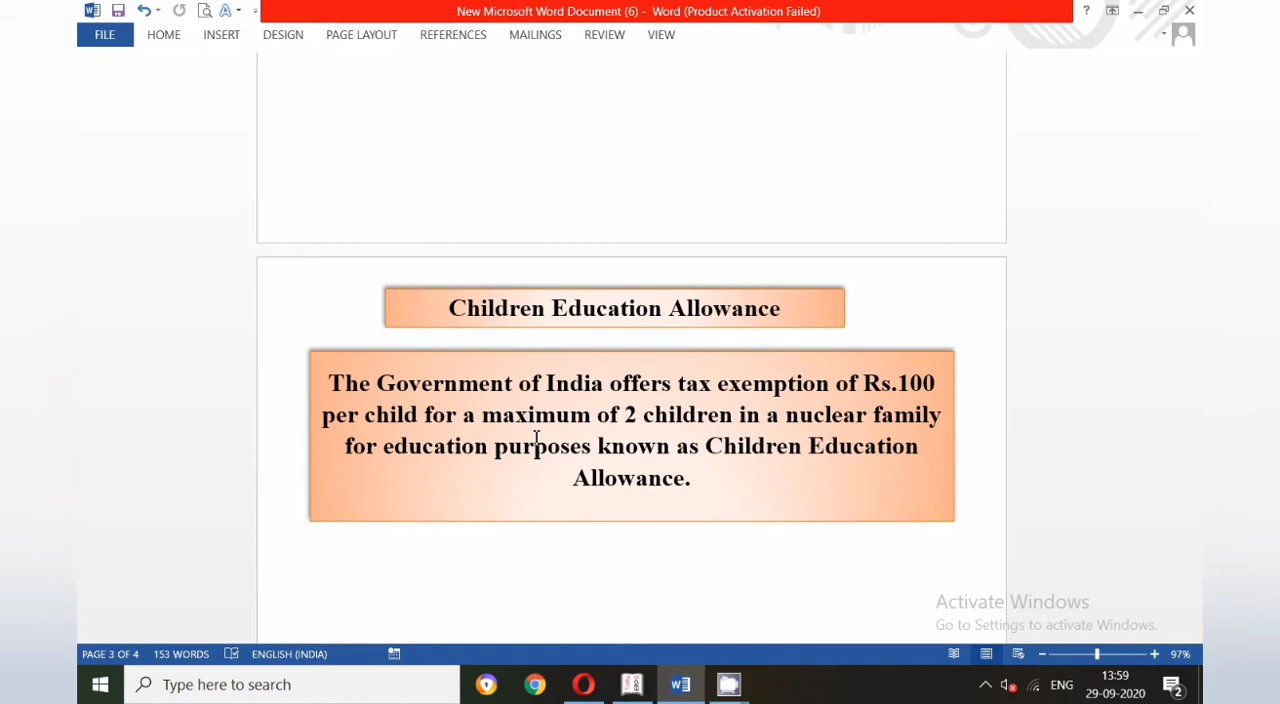 New Microsoft Word Document (6) - Word (Product Activation Failed)
FILE HOME INSERT DESIGN PAGE LAYOUT REFERENCES MAILINGS REVIEW VIEW
Children Education Allowance
The Government of India offers tax exemption of Rs.100
per child for a maximum of 2 children in a nuclear family
for education purposes known as Children Education
Allowance.
Activate Windows
Go to Settings to activate Windows.
PAGE 3 OF 4 153 WORDS ENGLISH (INDIA) 97%
Type here to search
ENG
13:59
29-09-2020
2